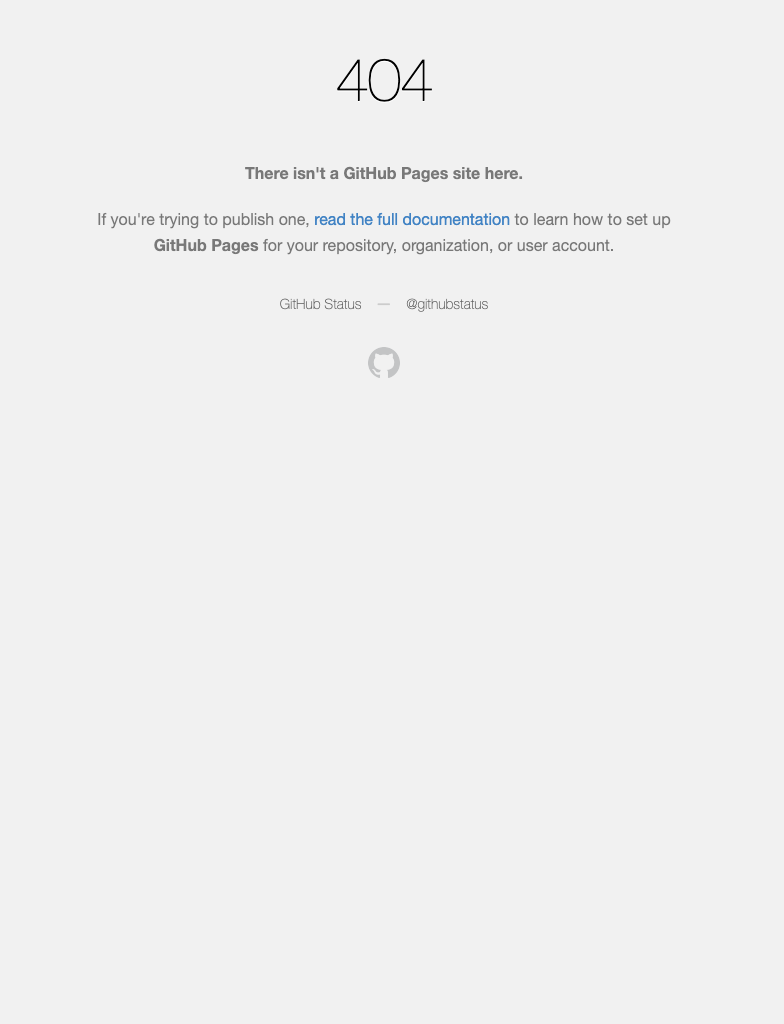 404
There isn't a GitHub Pages site here.
If you're trying to publish one, read the full documentation to learn how to set up
GitHub Pages for your repository, organization, or user account.
GitHub Status — @githubstatus